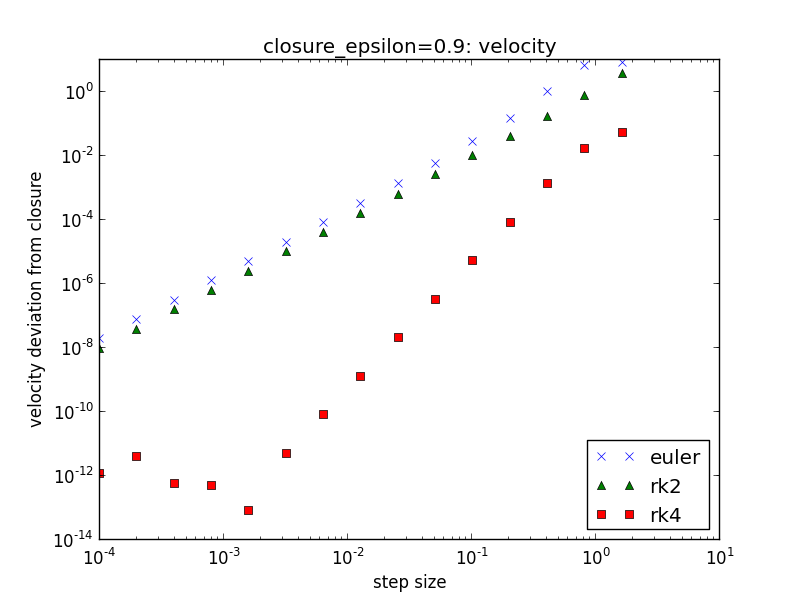 closure_epsilon=0.9: velocity
velocity deviation from closure
10^0
10^-2
10^-4
10^-6
10^-8
10^-10
10^-12
10^-14
euler
rk2
rk4
10^-4 10^-3 10^-2 10^-1 10^0 10^1
step size